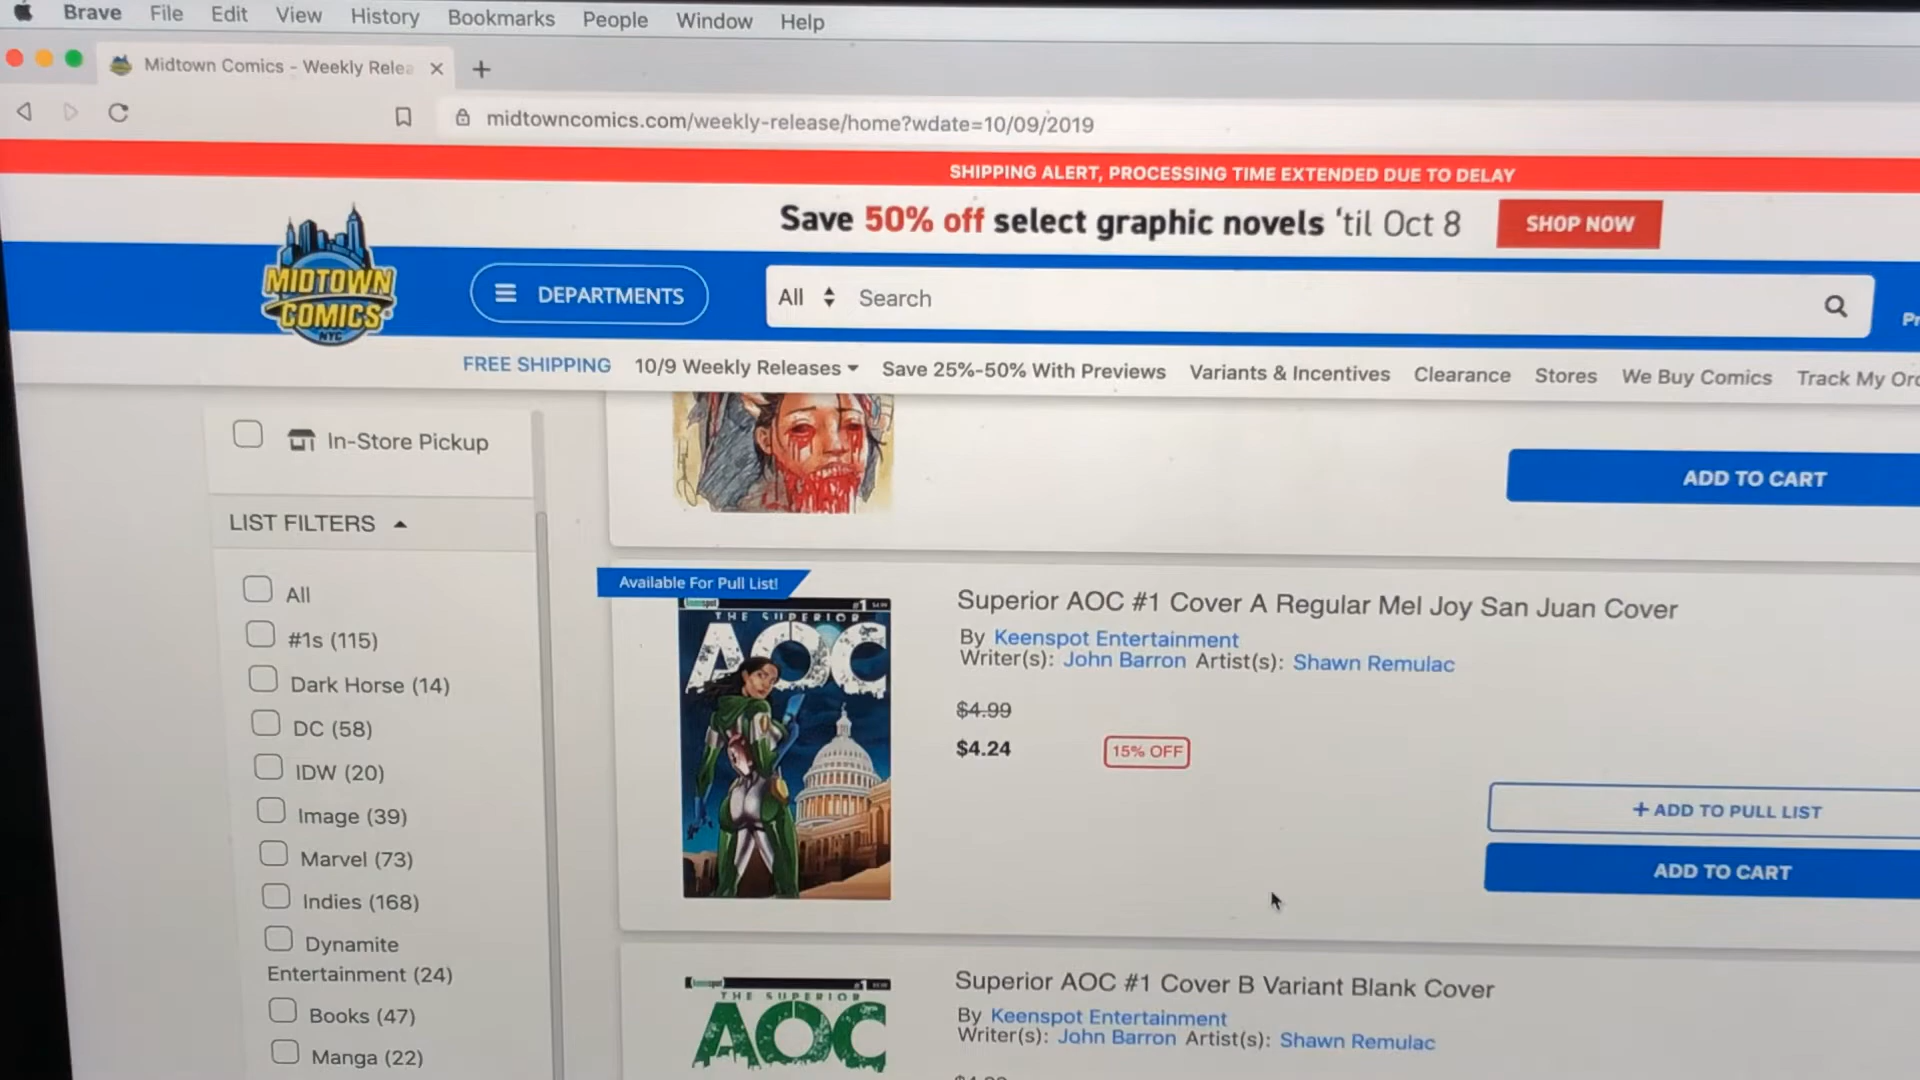 Brave File Edit View History Bookmarks People Window Help
Midtown Comics - Weekly Relea
midtowncomics.com/weekly-release/home?wdate=10/09/2019
SHIPPING ALERT, PROCESSING TIME EXTENDED DUE TO DELAY
Save 50% off select graphic novels 'til Oct 8 SHOP NOW
MIDTOWN
COMICS
NYC
DEPARTMENTS
All Search
Pr
FREE SHIPPING 10/9 Weekly Releases Save 25%-50% With Previews Variants & Incentives Clearance Stores We Buy Comics Track My Orc
In-Store Pickup
LIST FILTERS
All
#1s (115)
Dark Horse (14)
DC (58)
IDW (20)
Image (39)
Marvel (73)
Indies (168)
Dynamite
Entertainment (24)
Books (47)
Manga (22)
ADD TO CART
Available For Pull List!
#1
THE SUPERIOR
AOC
Superior AOC #1 Cover A Regular Mel Joy San Juan Cover
By Keenspot Entertainment
Writer(s): John Barron Artist(s): Shawn Remulac
$4.99
$4.24 15% OFF
+ ADD TO PULL LIST
ADD TO CART
#1
THE SUPERIOR
AOC
Superior AOC #1 Cover B Variant Blank Cover
By Keenspot Entertainment
Writer(s): John Barron Artist(s): Shawn Remulac